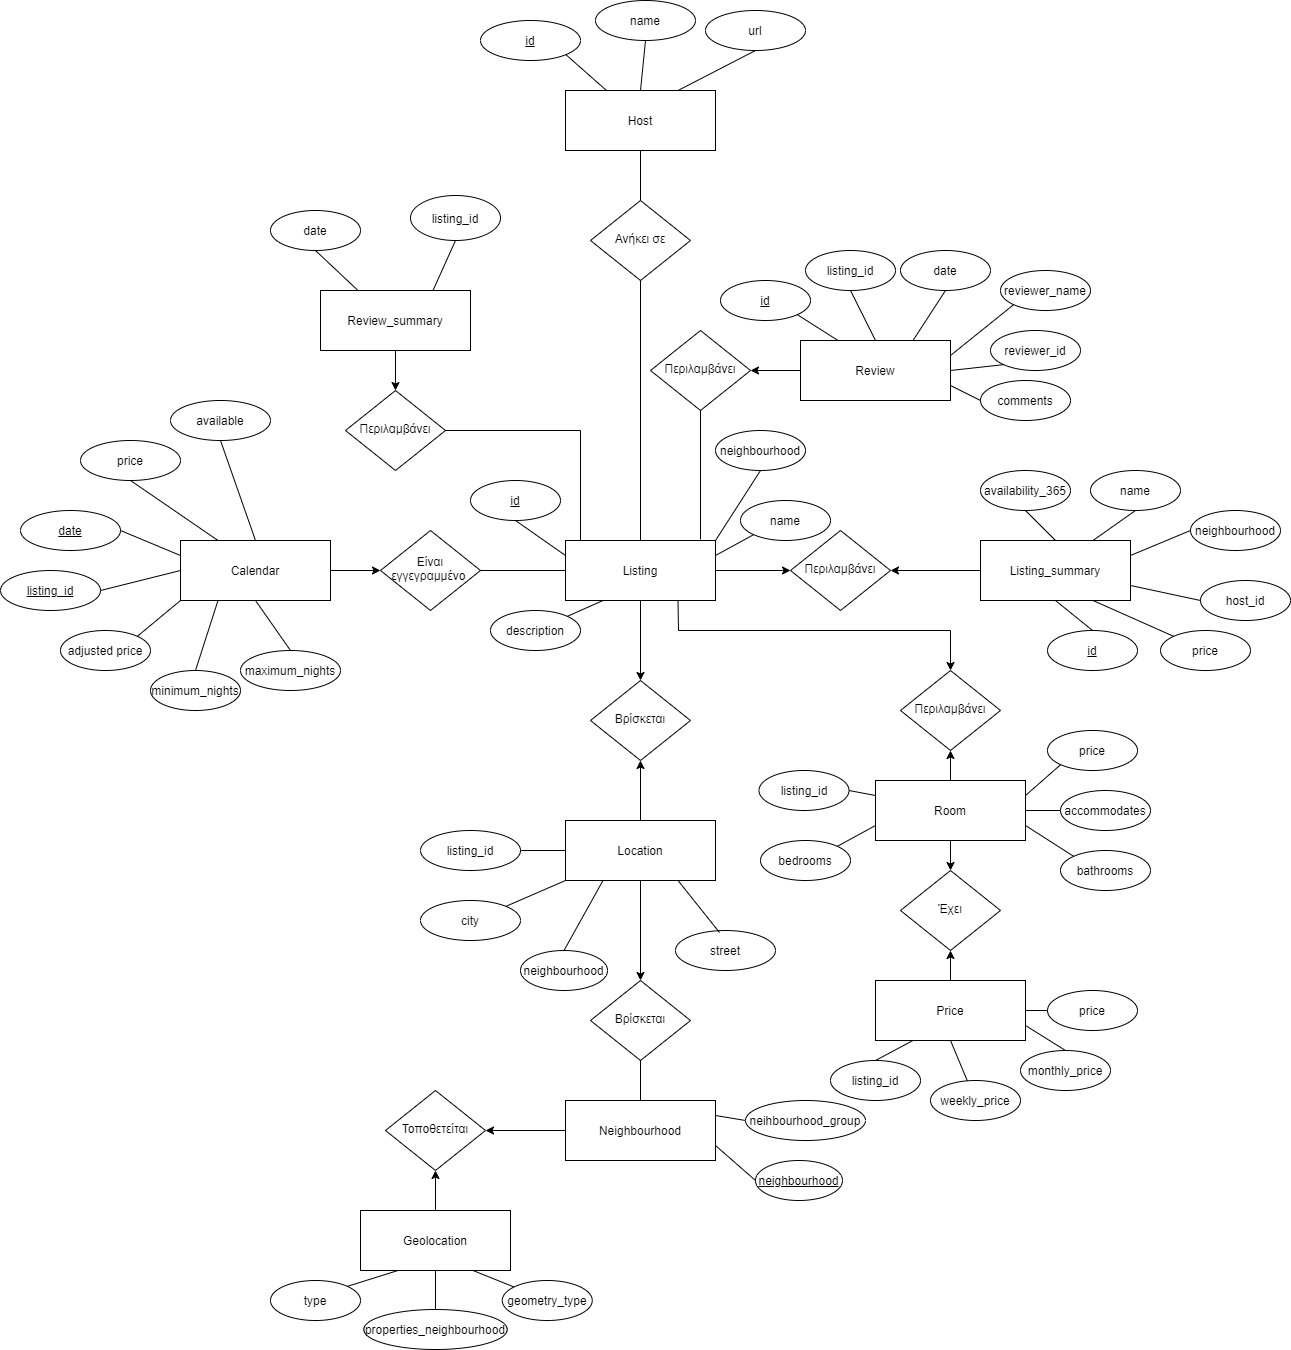 name
url
id
Host
listing_id
date
Ανήκει σε
listing_id
date
reviewer_name
id
Review_summary
reviewer_id
Περιλαμβάνει
Review
comments
available
Περιλαμβάνει
neighbourhood
price
availability_365
name
id
name
date
neighbourhood
Calendar
Είναι
εγγεγραμμένο
Listing
Περιλαμβάνει
Listing_summary
listing_id
host_id
description
adjusted price
id
price
maximum_nights
minimum_nights
Περιλαμβάνει
Βρίσκεται
price
listing_id
Room
accommodates
listing_id
Location
bedrooms
bathrooms
city
Έχει
street
neighbourhood
Price
price
Βρίσκεται
monthly_price
listing_id
weekly_price
neihbourhood_group
Τοποθετείται
Neighbourhood
neighbourhood
Geolocation
type
geometry_type
properties_neighbourhood